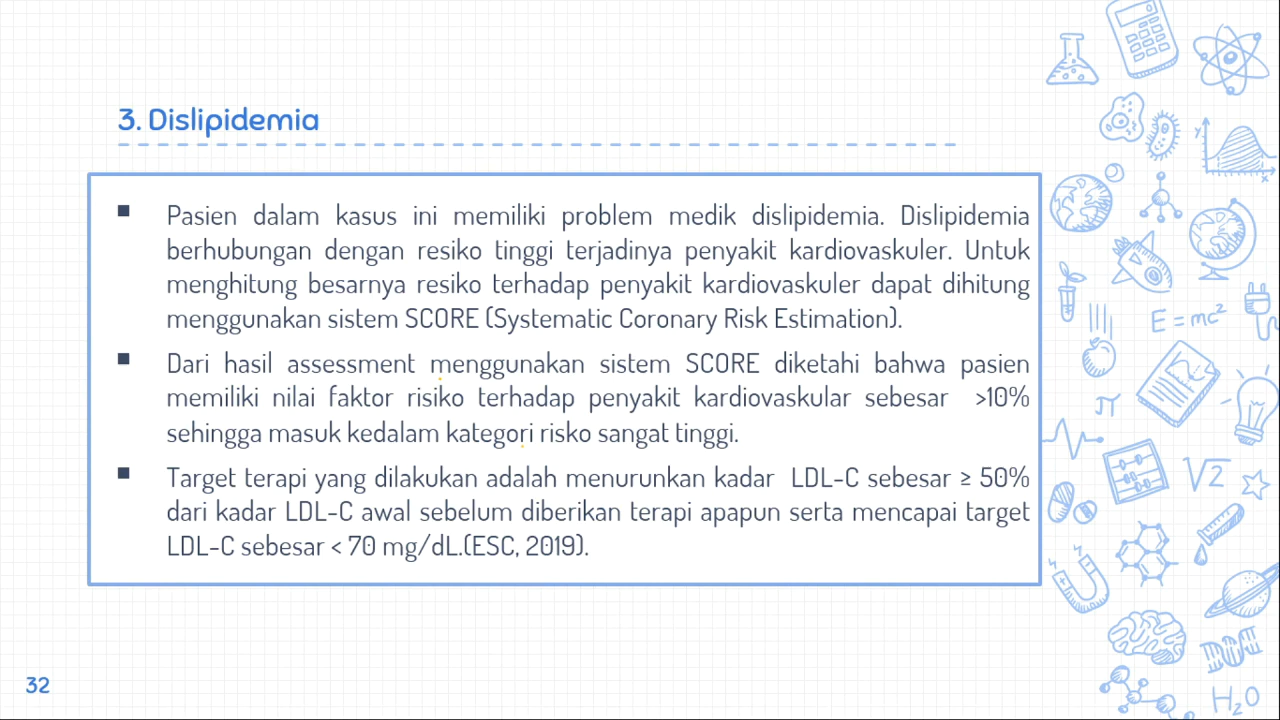 3. Dislipidemia
▪ Pasien dalam kasus ini memiliki problem medik dislipidemia. Dislipidemia
berhubungan dengan resiko tinggi terjadinya penyakit kardiovaskuler. Untuk
menghitung besarnya resiko terhadap penyakit kardiovaskuler dapat dihitung
menggunakan sistem SCORE (Systematic Coronary Risk Estimation).
▪ Dari hasil assessment menggunakan sistem SCORE diketahi bahwa pasien
memiliki nilai faktor risiko terhadap penyakit kardiovaskular sebesar >10%
sehingga masuk kedalam kategori risko sangat tinggi.
▪ Target terapi yang dilakukan adalah menurunkan kadar LDL-C sebesar ≥ 50%
dari kadar LDL-C awal sebelum diberikan terapi apapun serta mencapai target
LDL-C sebesar < 70 mg/dL.(ESC, 2019).
32
y
x
E = mc²
π
√2
H₂O